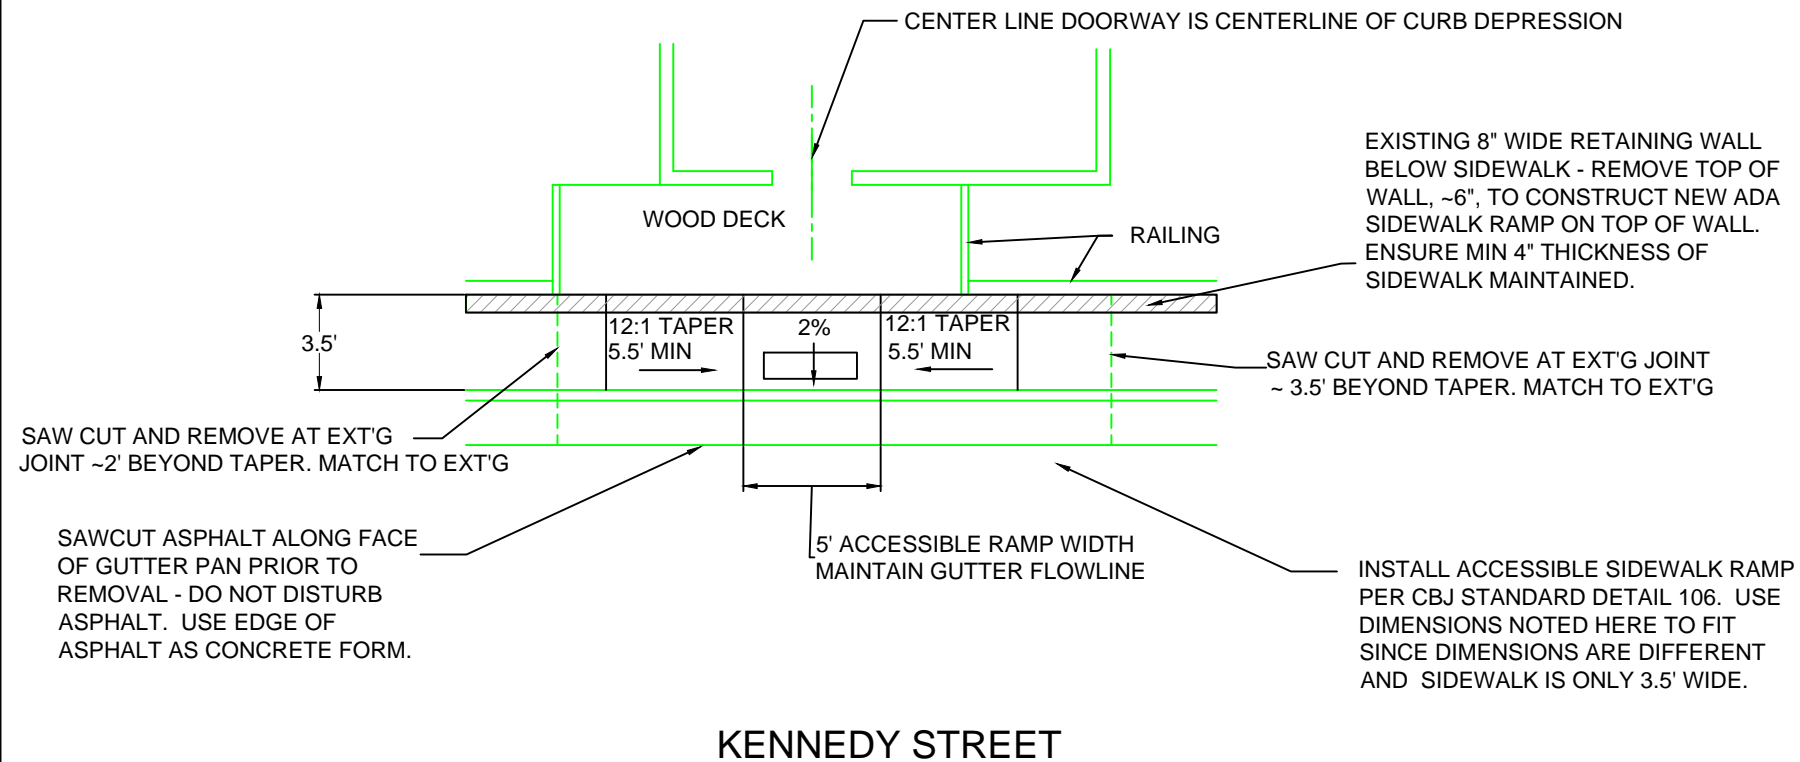 CENTER LINE DOORWAY IS CENTERLINE OF CURB DEPRESSION
EXISTING 8" WIDE RETAINING WALL
BELOW SIDEWALK - REMOVE TOP OF
WALL, ~6", TO CONSTRUCT NEW ADA
SIDEWALK RAMP ON TOP OF WALL.
ENSURE MIN 4" THICKNESS OF
SIDEWALK MAINTAINED.
WOOD DECK
RAILING
3.5'
12:1 TAPER
5.5' MIN
2%
12:1 TAPER
5.5' MIN
SAW CUT AND REMOVE AT EXT'G JOINT
~ 3.5' BEYOND TAPER. MATCH TO EXT'G
SAW CUT AND REMOVE AT EXT'G
JOINT ~2' BEYOND TAPER. MATCH TO EXT'G
SAWCUT ASPHALT ALONG FACE
OF GUTTER PAN PRIOR TO
REMOVAL - DO NOT DISTURB
ASPHALT. USE EDGE OF
ASPHALT AS CONCRETE FORM.
5' ACCESSIBLE RAMP WIDTH
MAINTAIN GUTTER FLOWLINE
INSTALL ACCESSIBLE SIDEWALK RAMP
PER CBJ STANDARD DETAIL 106. USE
DIMENSIONS NOTED HERE TO FIT
SINCE DIMENSIONS ARE DIFFERENT
AND SIDEWALK IS ONLY 3.5' WIDE.
KENNEDY STREET